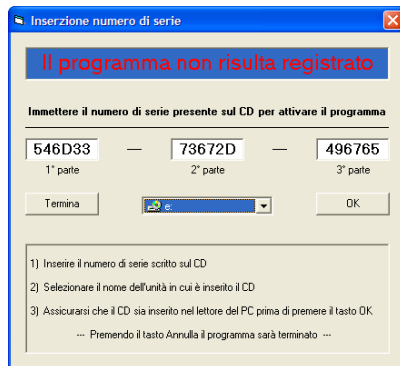 Inserzione numero di serie
Il programma non risulta registrato
Immettere il numero di serie presente sul CD per attivare il programma
546D33 — 73672D — 496765
1° parte 2° parte 3° parte
Termina e: OK
1) Inserire il numero di serie scritto sul CD
2) Selezionare il nome dell'unità in cui è inserito il CD
3) Assicurarsi che il CD sia inserito nel lettore del PC prima di premere il tasto OK
--- Premendo il tasto Annulla il programma sarà terminato ---